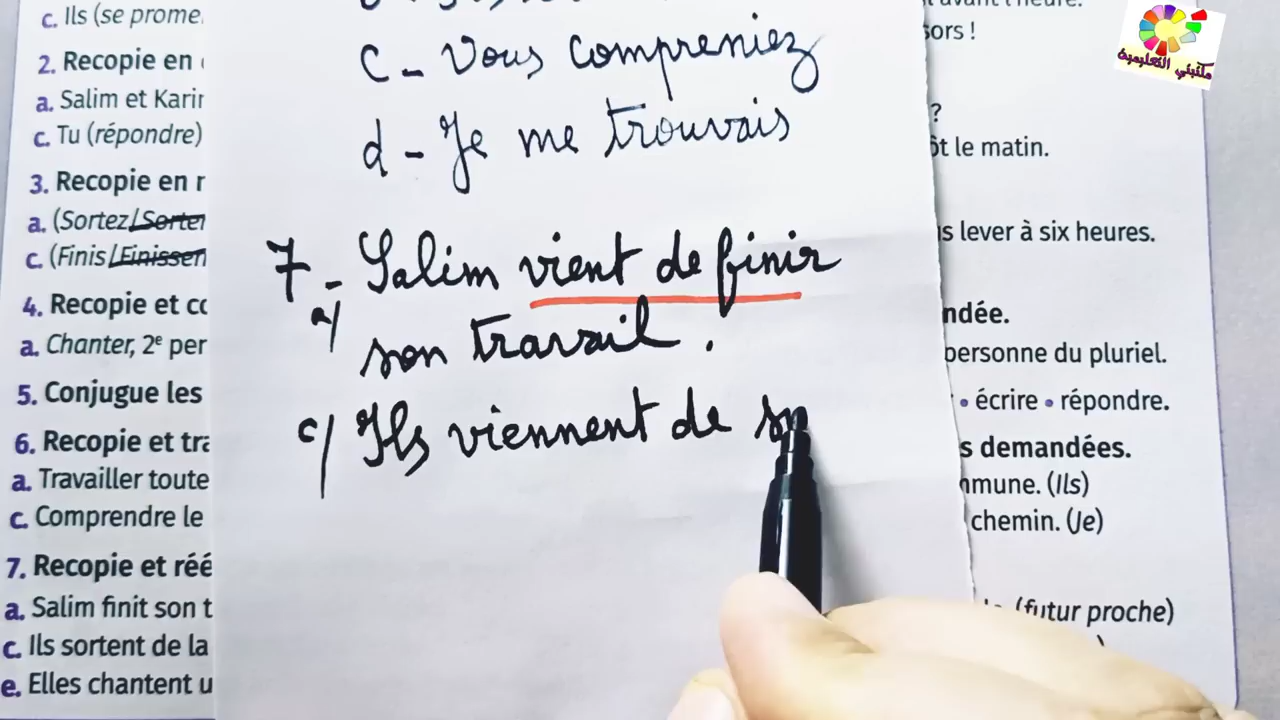 c. Ils (se prome
2. Recopie en
a. Salim et Karir
c. Tu (répondre)
3. Recopie en r
a. (Sortez/Sorter
c. (Finis/Finissen
4. Recopie et co
a. Chanter, 2e per
5. Conjugue les
6. Recopie et tra
a. Travailler toute
c. Comprendre le
7. Recopie et réé
a. Salim finit son t
c. Ils sortent de la
e. Elles chantent u
c - Vous compreniez
d - Je me trouvais
7 - Salim vient de finir
a/ son travail.
c/ Ils viennent de
avant l'heure.
sors !
?
ôt le matin.
is lever à six heures.
ndée.
personne du pluriel.
• écrire • répondre.
s demandées.
mmune. (Ils)
chemin. (Je)
(futur proche)
مكتبتي التعليمية